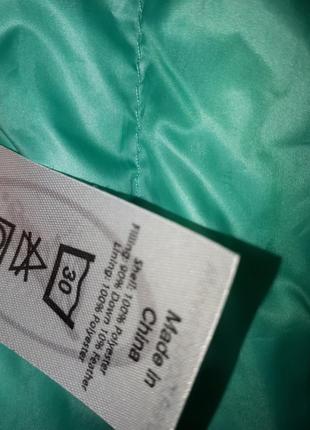 Made In
China
Shell: 100% Polyester
Filling: 90% Down 10% Feather
Lining: 100% Polyester
30